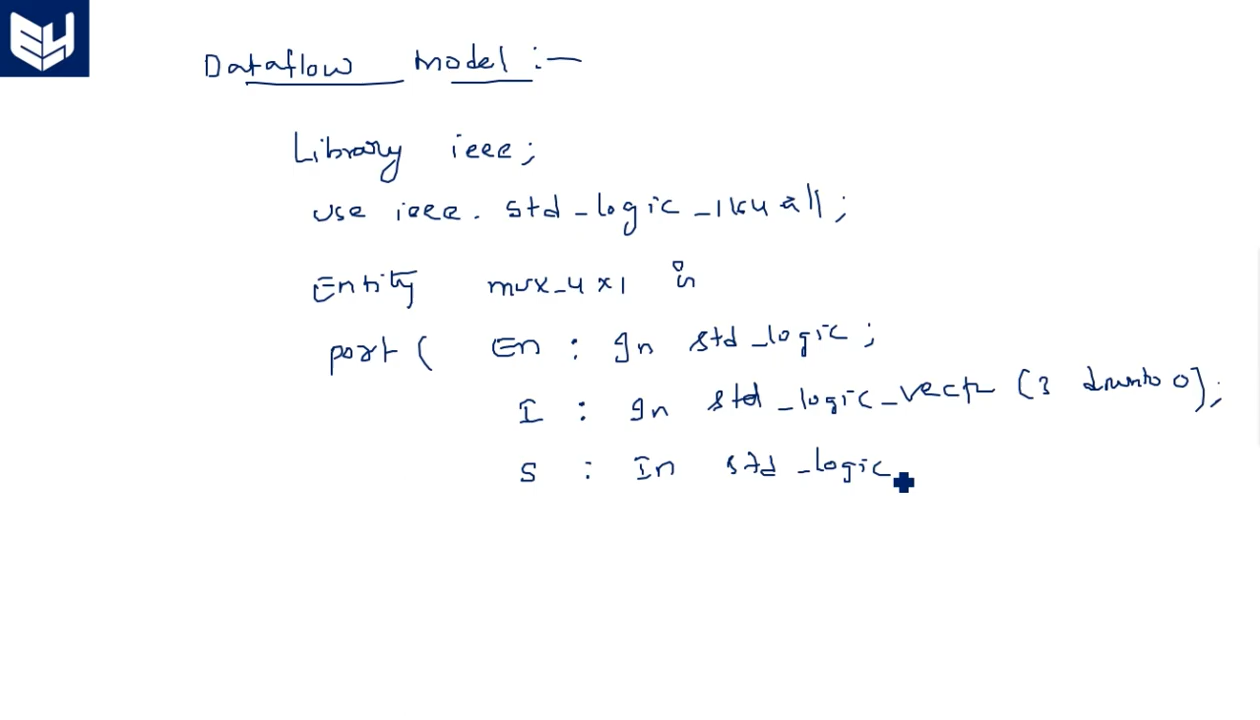 Dataflow model :-
Library ieee;
use ieee. std_logic_1164 all;
Entity mux_4x1 is
port( En : In std_logic;
I : In std_logic_vector (3 downto 0);
S : In std_logic